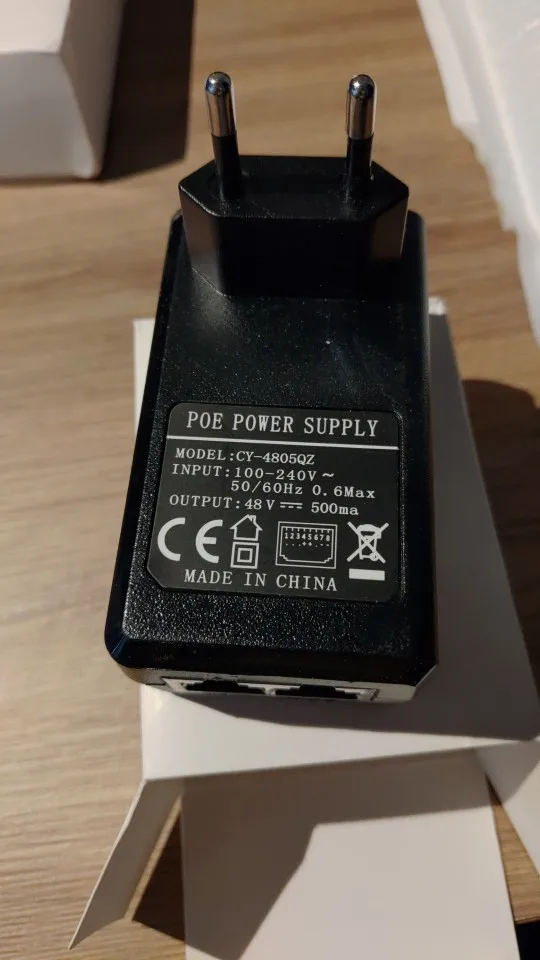 POE POWER SUPPLY
MODEL:CY-4805QZ
INPUT:100-240V~
50/60Hz 0.6Max
OUTPUT:48V⎓500ma
CE
12345678
...++.--
MADE IN CHINA